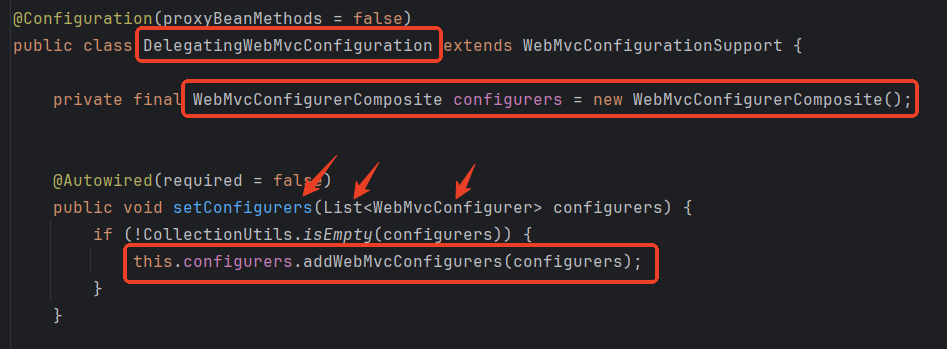 @Configuration(proxyBeanMethods = false)
public class DelegatingWebMvcConfiguration extends WebMvcConfigurationSupport {
private final WebMvcConfigurerComposite configurers = new WebMvcConfigurerComposite();
@Autowired(required = false)
public void setConfigurers(List<WebMvcConfigurer> configurers) {
if (!CollectionUtils.isEmpty(configurers)) {
this.configurers.addWebMvcConfigurers(configurers);
}
}